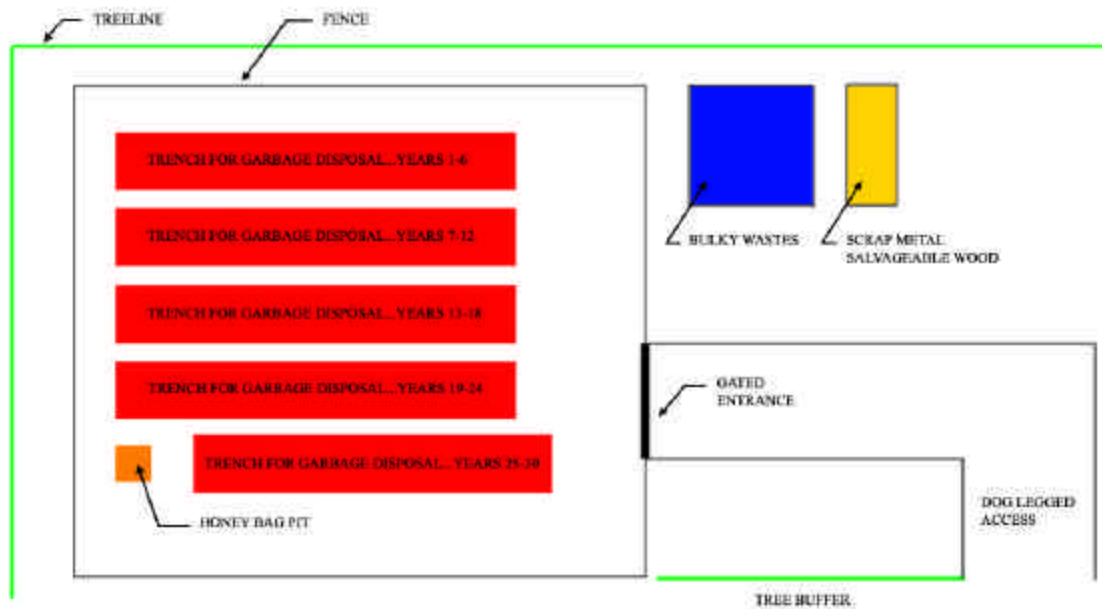 TREELINE
FENCE
TRENCH FOR GARBAGE DISPOSAL...YEARS 1-6
TRENCH FOR GARBAGE DISPOSAL...YEARS 7-12
BULKY WASTES
SCRAP METAL
SALVAGEABLE WOOD
TRENCH FOR GARBAGE DISPOSAL...YEARS 13-18
TRENCH FOR GARBAGE DISPOSAL...YEARS 19-24
GATED
ENTRANCE
TRENCH FOR GARBAGE DISPOSAL...YEARS 25-30
HONEY BAG PIT
DOG LEGGED
ACCESS
TREE BUFFER